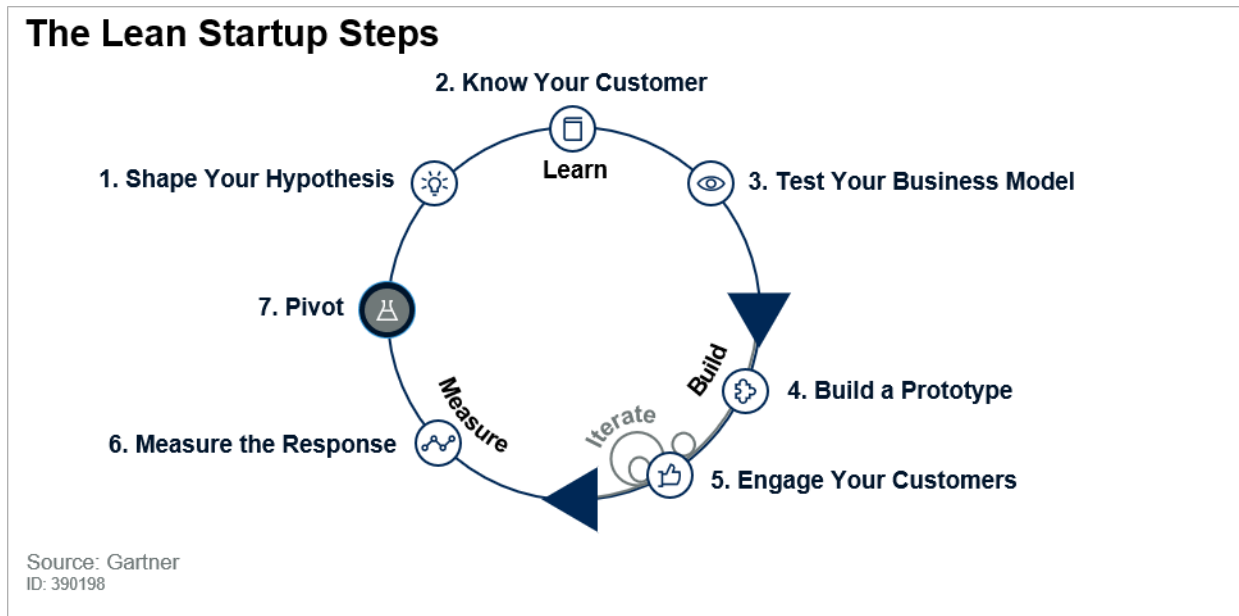 The Lean Startup Steps
2. Know Your Customer
Learn
1. Shape Your Hypothesis
3. Test Your Business Model
7. Pivot
Build
4. Build a Prototype
Measure
Iterate
6. Measure the Response
5. Engage Your Customers
Source: Gartner
ID: 390198